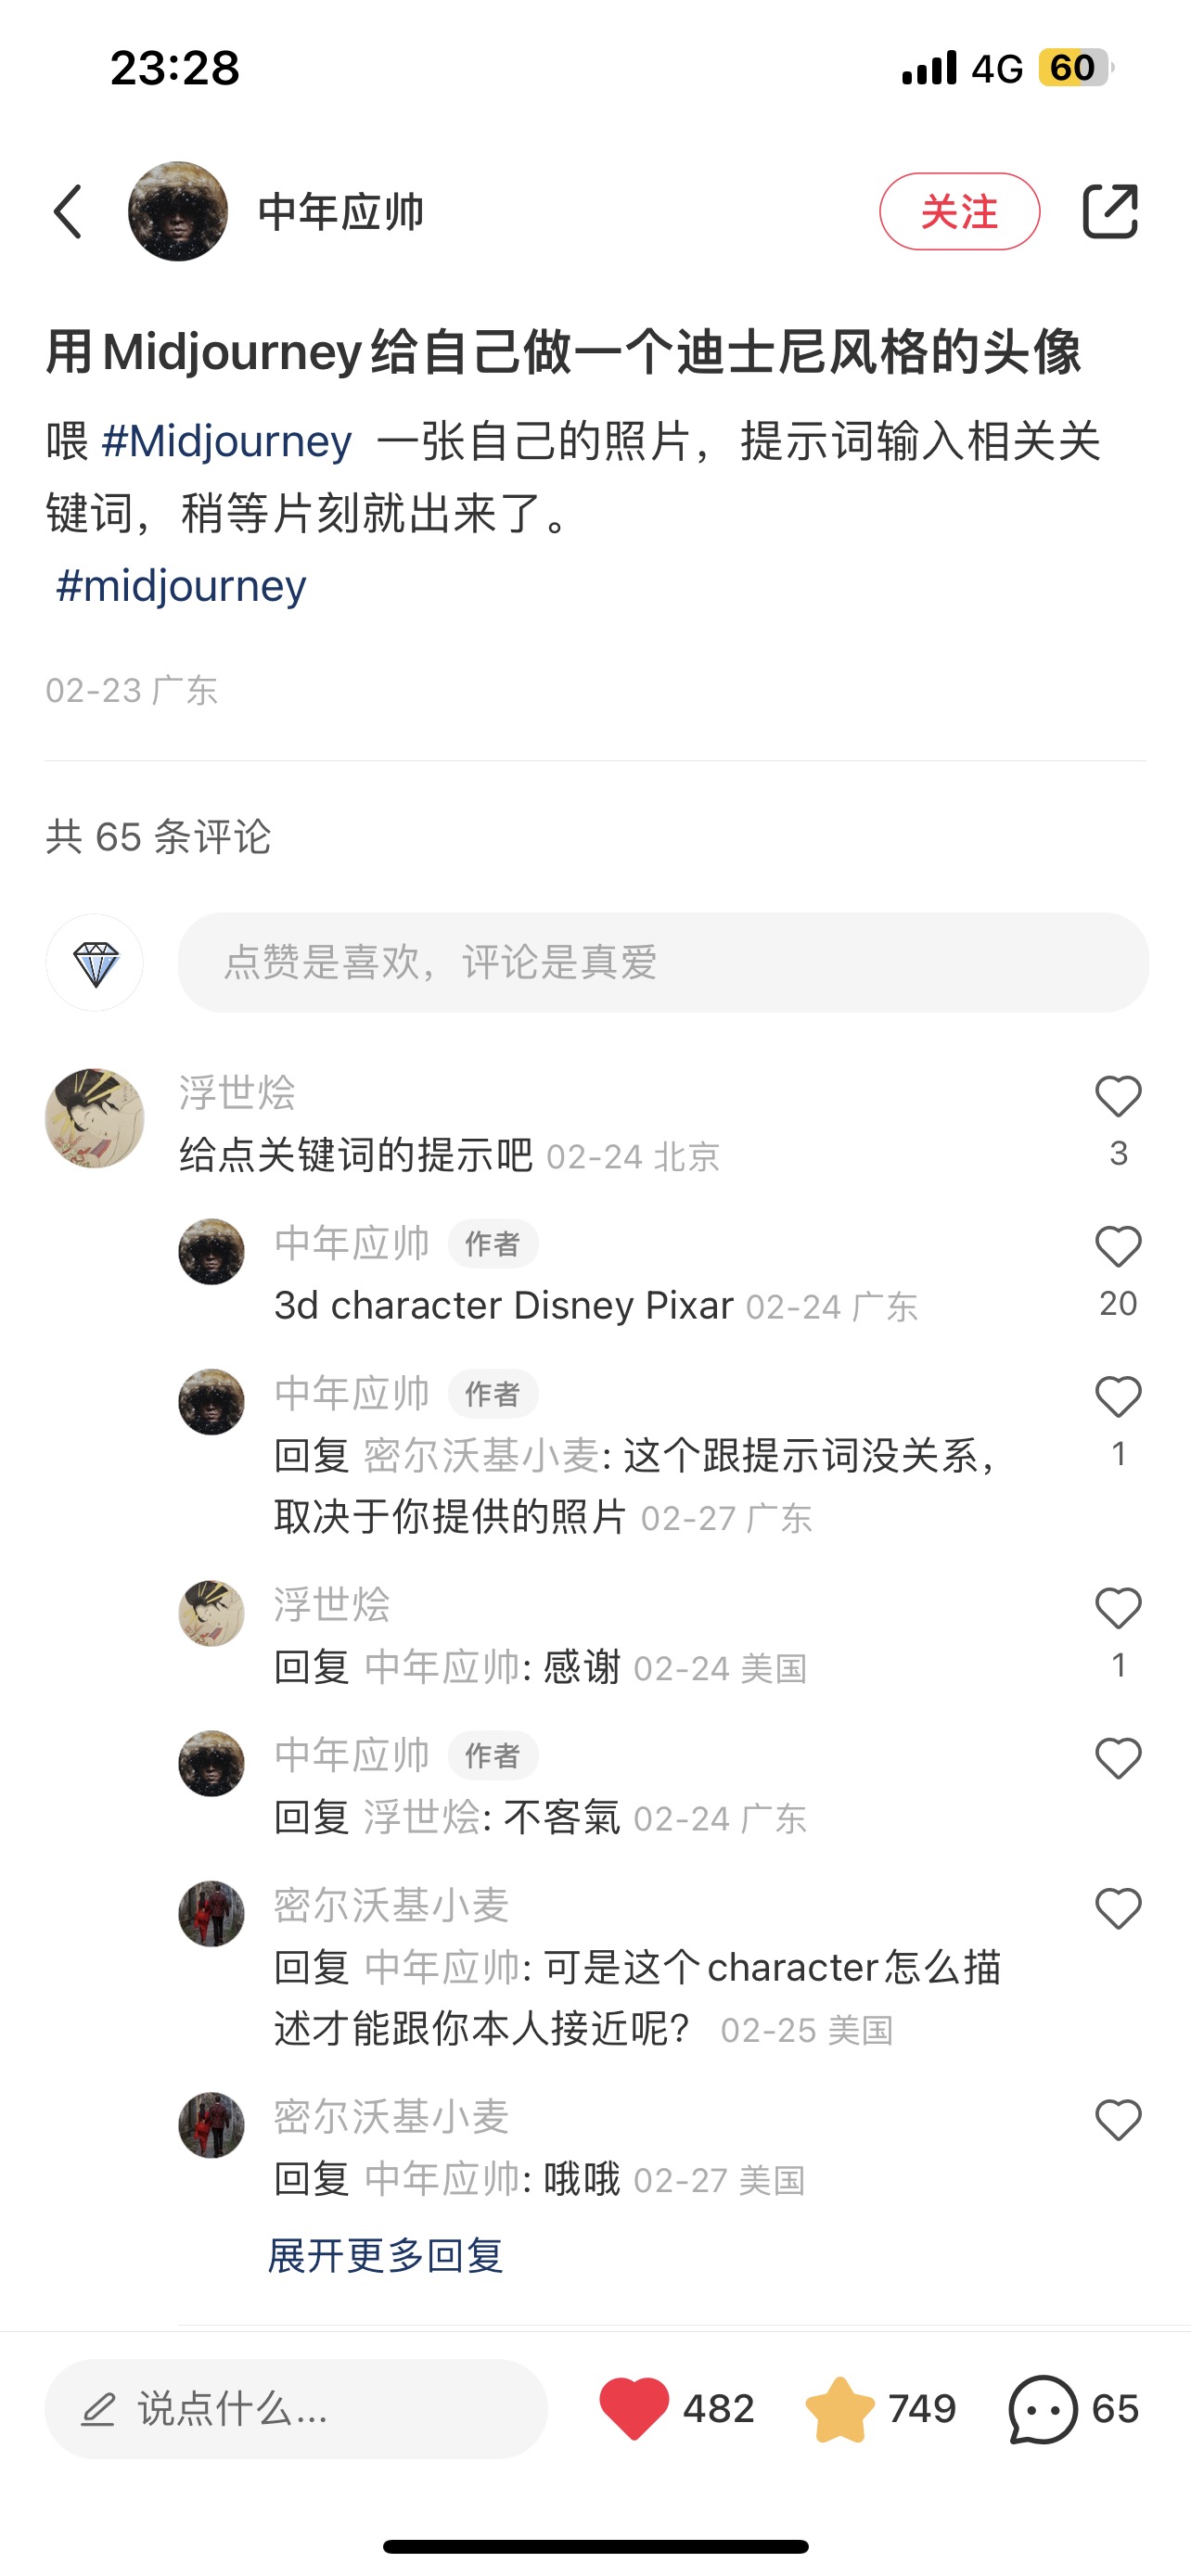 23:28
4G 60
中年应帅
关注
用Midjourney给自己做一个迪士尼风格的头像
喂 #Midjourney 一张自己的照片，提示词输入相关关
键词，稍等片刻就出来了。
#midjourney
02-23 广东
共 65 条评论
点赞是喜欢，评论是真爱
浮世烩
给点关键词的提示吧 02-24 北京
3
中年应帅 作者
3d character Disney Pixar 02-24 广东
20
中年应帅 作者
回复 密尔沃基小麦: 这个跟提示词没关系，
取决于你提供的照片 02-27 广东
1
浮世烩
回复 中年应帅: 感谢 02-24 美国
1
中年应帅 作者
回复 浮世烩: 不客氣 02-24 广东
密尔沃基小麦
回复 中年应帅: 可是这个character怎么描
述才能跟你本人接近呢？ 02-25 美国
密尔沃基小麦
回复 中年应帅: 哦哦 02-27 美国
展开更多回复
说点什么...
482
749
65